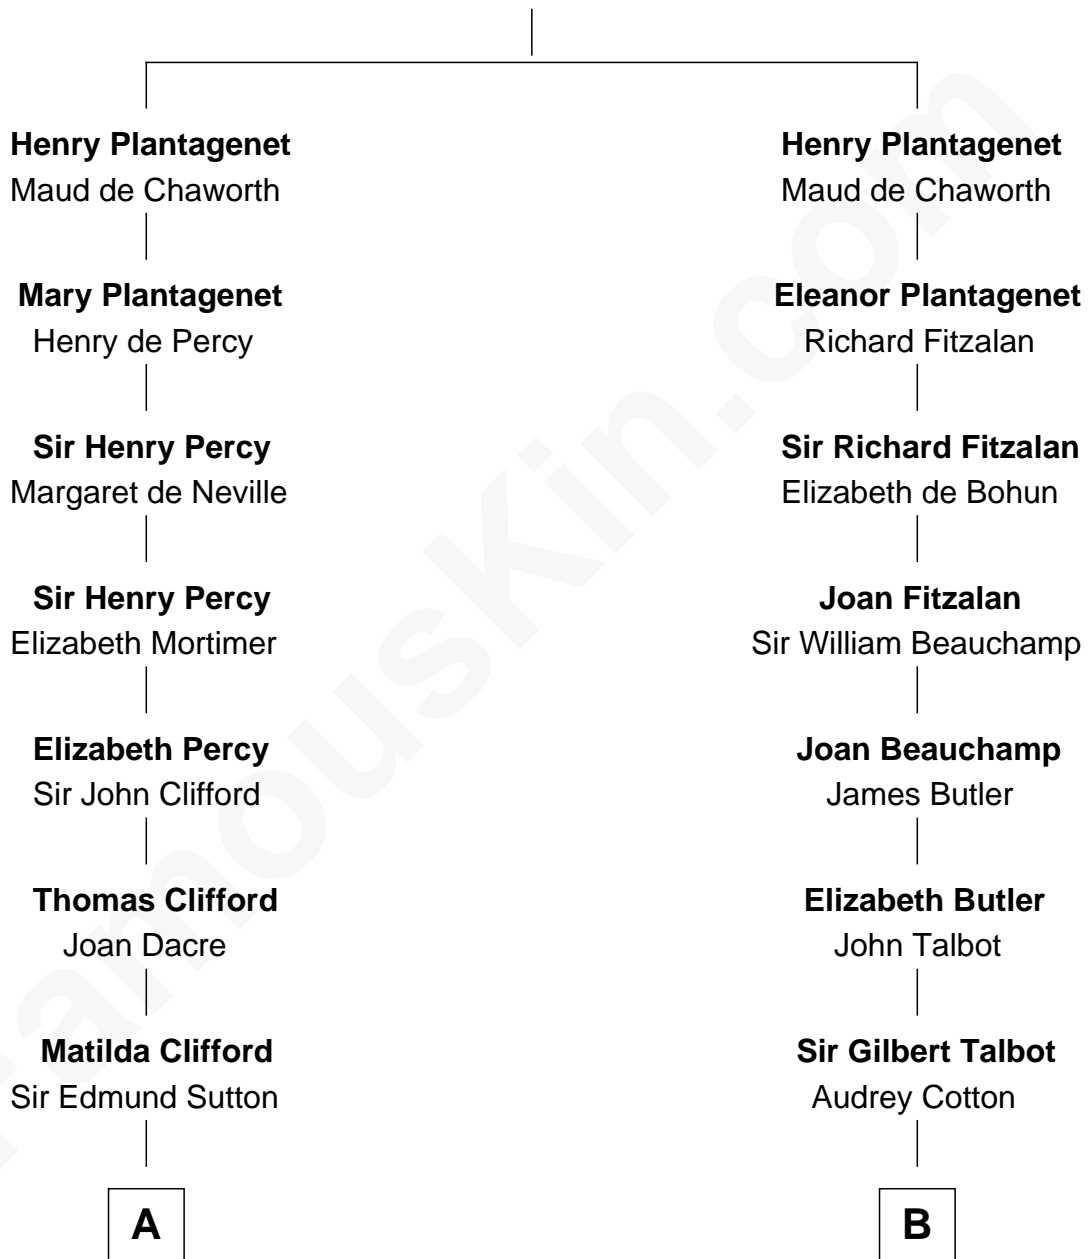 Henry Plantagenet
Maud de Chaworth
Mary Plantagenet
Henry de Percy
Sir Henry Percy
Margaret de Neville
Sir Henry Percy
Elizabeth Mortimer
Elizabeth Percy
Sir John Clifford
Thomas Clifford
Joan Dacre
Matilda Clifford
Sir Edmund Sutton
A
Henry Plantagenet
Maud de Chaworth
Eleanor Plantagenet
Richard Fitzalan
Sir Richard Fitzalan
Elizabeth de Bohun
Joan Fitzalan
Sir William Beauchamp
Joan Beauchamp
James Butler
Elizabeth Butler
John Talbot
Sir Gilbert Talbot
Audrey Cotton
B
FamousKin.com